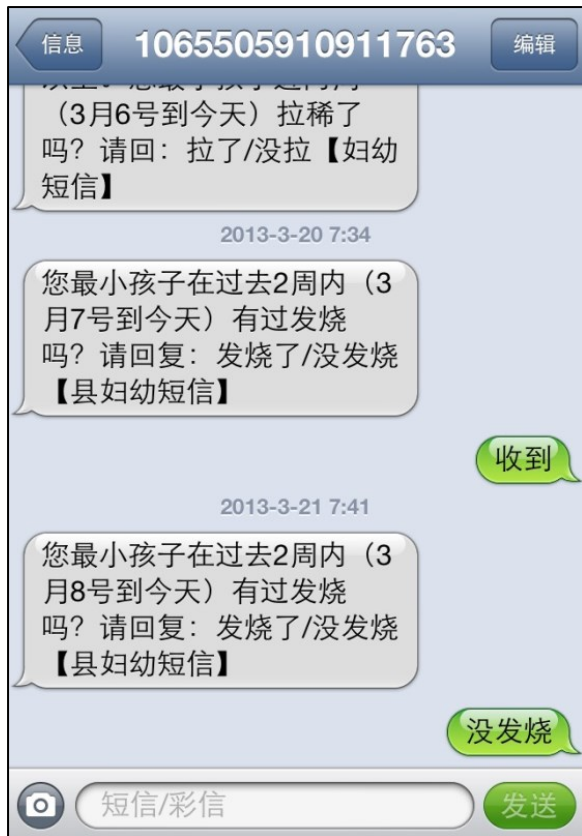 信息
1065505910911763
编辑
（3月6号到今天）拉稀了
吗？请回：拉了/没拉【妇幼
短信】
2013-3-20 7:34
您最小孩子在过去2周内（3
月7号到今天）有过发烧
吗？请回复：发烧了/没发烧
【县妇幼短信】
收到
2013-3-21 7:41
您最小孩子在过去2周内（3
月8号到今天）有过发烧
吗？请回复：发烧了/没发烧
【县妇幼短信】
没发烧
短信/彩信
发送